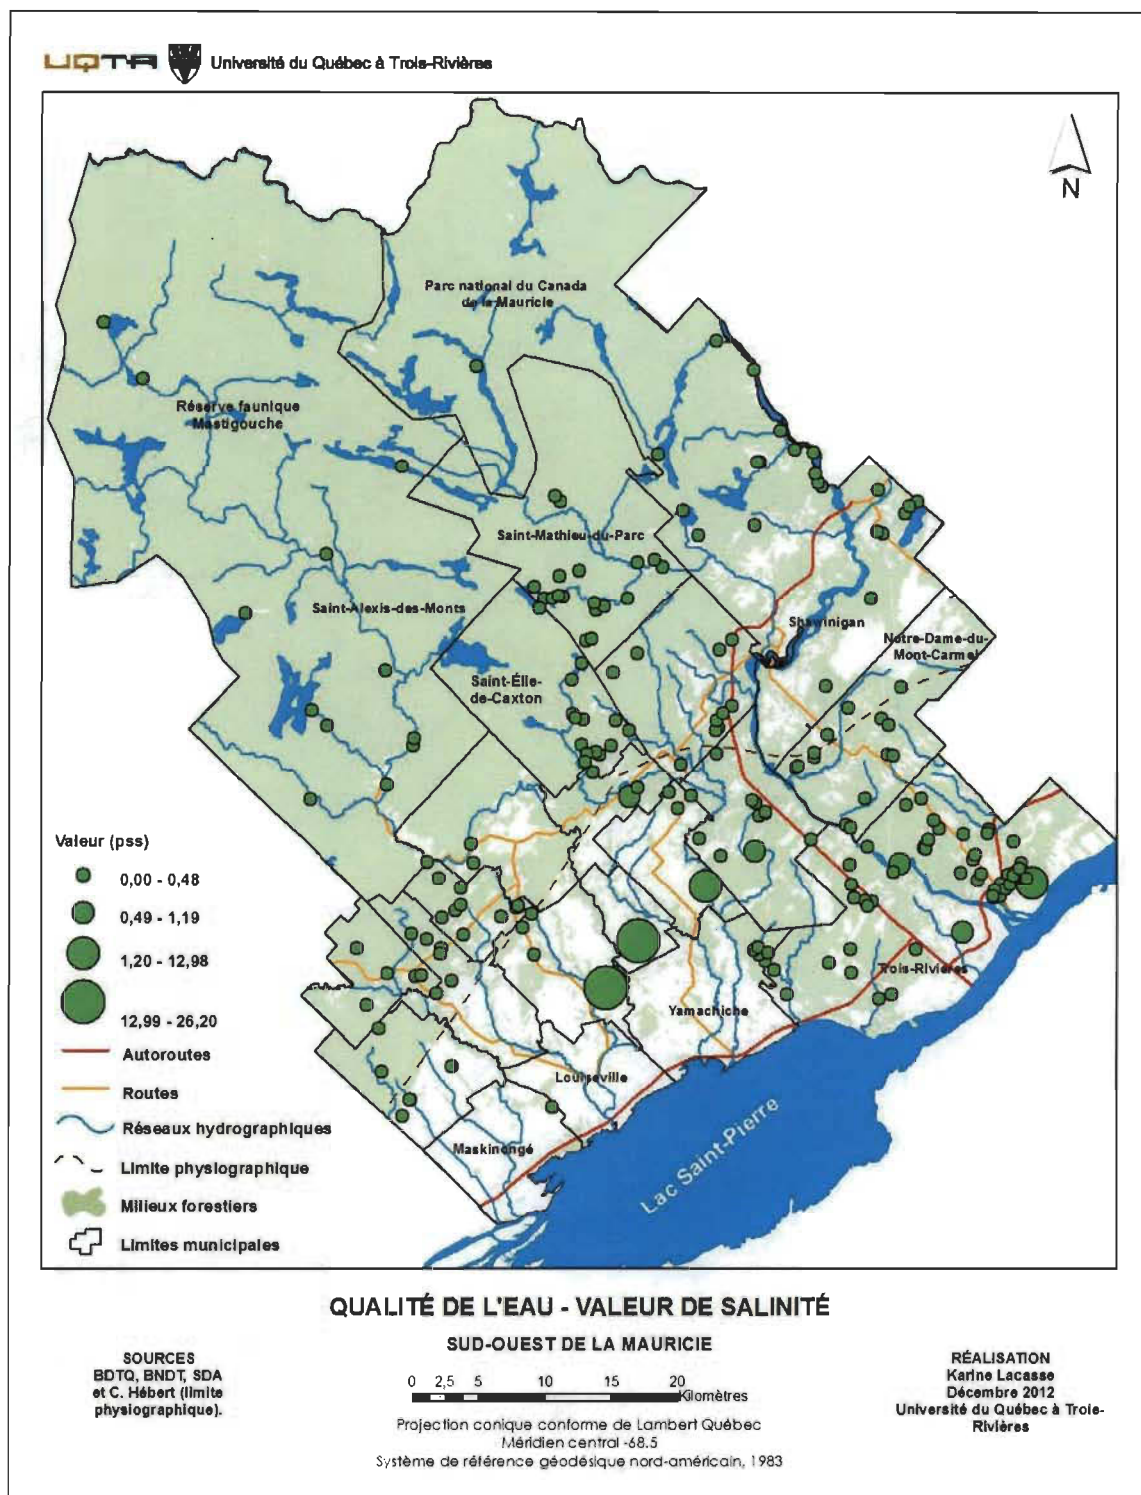 UQTR Université du Québec à Trois-Rivières
N
Parc national du Canada
de la Mauricie
Réserve faunique
Mastigouche
Saint-Mathieu-du-Parc
Saint-Alexis-des-Monts
Shawinigan
Notre-Dame-du-
Mont-Carmel
Saint-Élie-
de-Caxton
Trois-Rivières
Yamachiche
Louiseville
Maskinongé
Lac Saint-Pierre
Valeur (pss)
0,00 - 0,48
0,49 - 1,19
1,20 - 12,98
12,99 - 26,20
Autoroutes
Routes
Réseaux hydrographiques
Limite physiographique
Milieux forestiers
Limites municipales
QUALITÉ DE L'EAU - VALEUR DE SALINITÉ
SUD-OUEST DE LA MAURICIE
SOURCES
BDTQ, BNDT, SDA
et C. Hébert (limite
physiographique).
0 2,5 5 10 15 20
Kilomètres
Projection conique conforme de Lambert Québec
Méridien central -68.5
Système de référence géodésique nord-américain, 1983
RÉALISATION
Karine Lacasse
Décembre 2012
Université du Québec à Trois-
Rivières